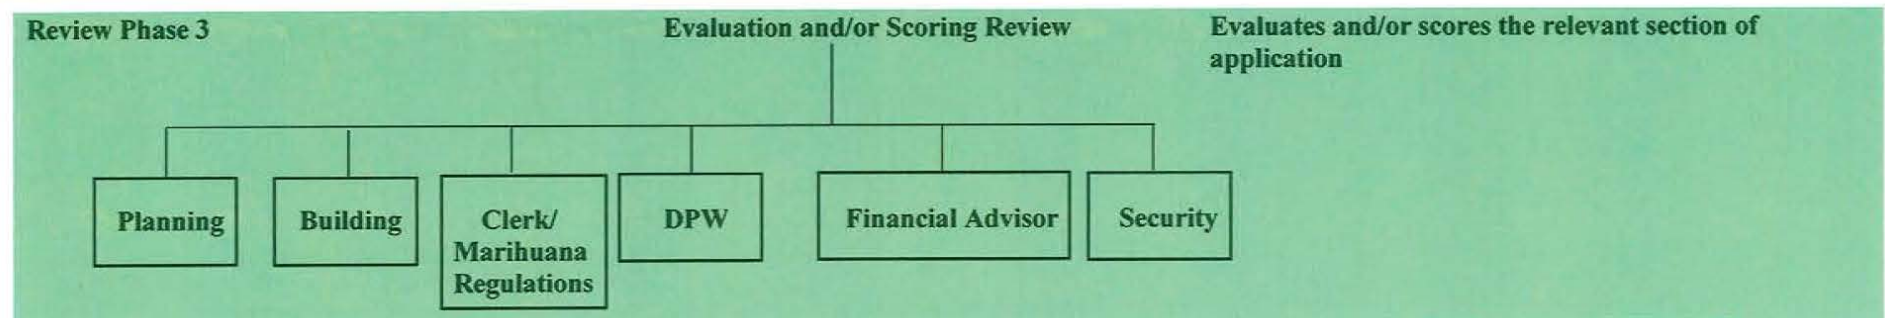 Review Phase 3
Evaluation and/or Scoring Review
Evaluates and/or scores the relevant section of
application
Planning
Building
Clerk/
Marihuana
Regulations
DPW
Financial Advisor
Security